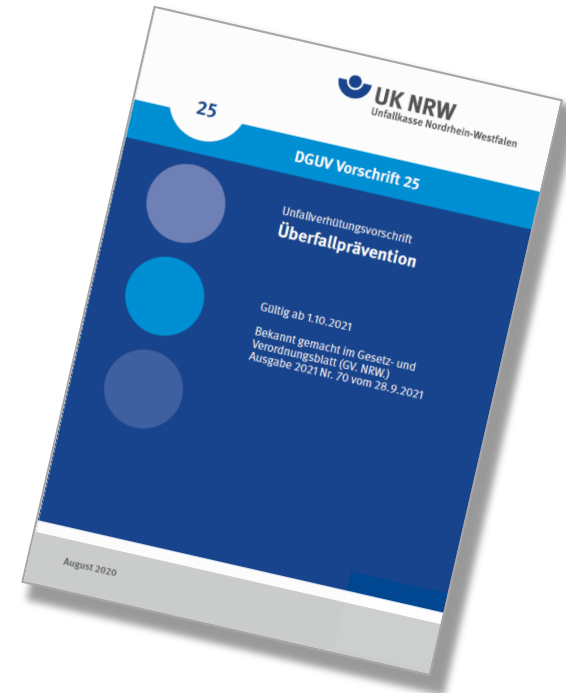 UK NRW
Unfallkasse Nordrhein-Westfalen
25
DGUV Vorschrift 25
Unfallverhütungsvorschrift
Überfallprävention
Gültig ab 1.10.2021
Bekannt gemacht im Gesetz- und
Verordnungsblatt (GV. NRW.)
Ausgabe 2021 Nr. 70 vom 28.9.2021
August 2020